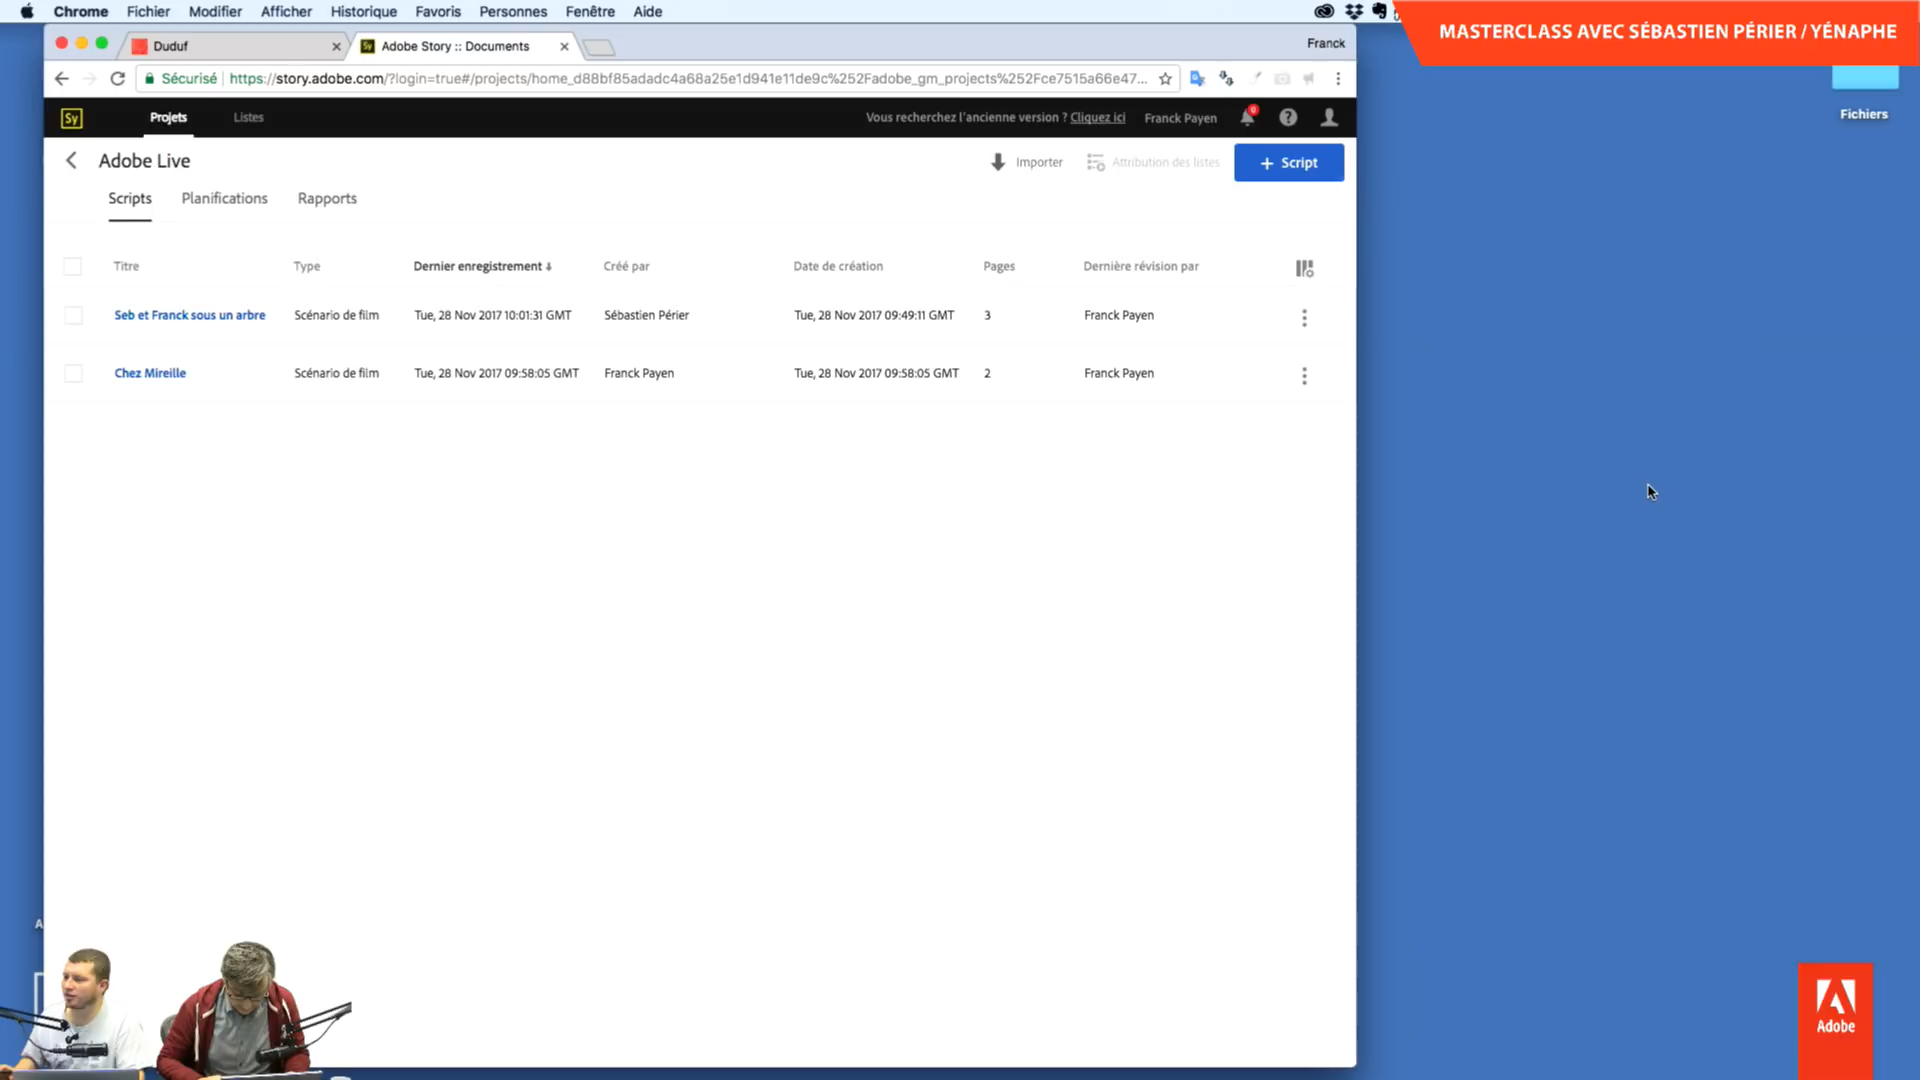 Chrome Fichier Modifier Afficher Historique Favoris Personnes Fenêtre Aide
MASTERCLASS AVEC SÉBASTIEN PÉRIER / YÉNAPHE
Duduf
Adobe Story :: Documents
Franck
Sécurisé
https://story.adobe.com/?login=true#/projects/home_d88bf85adadc4a68a25e1d941e11de9c%252Fadobe_gm_projects%252Fce7515a66e47...
Fichiers
Sy
Projets
Listes
Vous recherchez l'ancienne version ? Cliquez ici
Franck Payen
Adobe Live
Importer
Attribution des listes
+ Script
Scripts Planifications Rapports
Titre Type Dernier enregistrement Créé par Date de création Pages Dernière révision par
Seb et Franck sous un arbre Scénario de film Tue, 28 Nov 2017 10:01:31 GMT Sébastien Périer Tue, 28 Nov 2017 09:49:11 GMT 3 Franck Payen
Chez Mireille Scénario de film Tue, 28 Nov 2017 09:58:05 GMT Franck Payen Tue, 28 Nov 2017 09:58:05 GMT 2 Franck Payen
A
Adobe